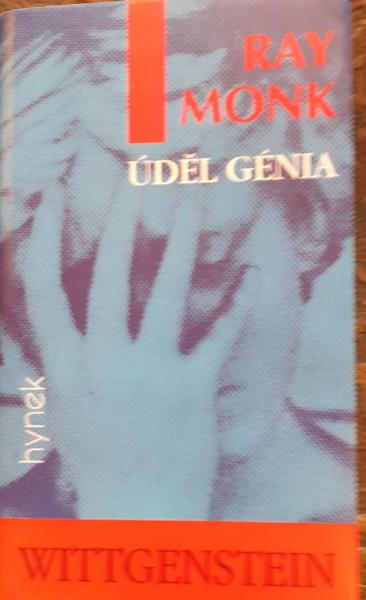 RAY
MONK
ÚDĚL GÉNIA
hynek
WITTGENSTEIN